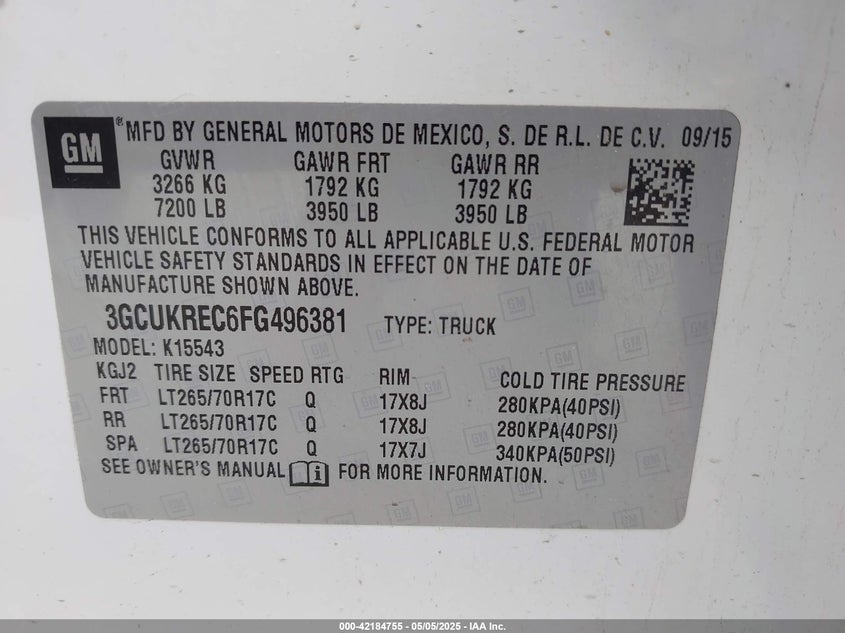 GM ® MFD BY GENERAL MOTORS DE MEXICO, S. DE R.L. DE C.V. 09/15
GVWR GAWR FRT GAWR RR
3266 KG 1792 KG 1792 KG
7200 LB 3950 LB 3950 LB
THIS VEHICLE CONFORMS TO ALL APPLICABLE U.S. FEDERAL MOTOR
VEHICLE SAFETY STANDARDS IN EFFECT ON THE DATE OF
MANUFACTURE SHOWN ABOVE.
3GCUKREC6FG496381 TYPE: TRUCK
MODEL: K15543
KGJ2 TIRE SIZE SPEED RTG RIM COLD TIRE PRESSURE
FRT LT265/70R17C Q 17X8J 280KPA(40PSI)
RR LT265/70R17C Q 17X8J 280KPA(40PSI)
SPA LT265/70R17C Q 17X7J 340KPA(50PSI)
SEE OWNER'S MANUAL i FOR MORE INFORMATION.
000-42184755 - 05/05/2025 - IAA Inc.